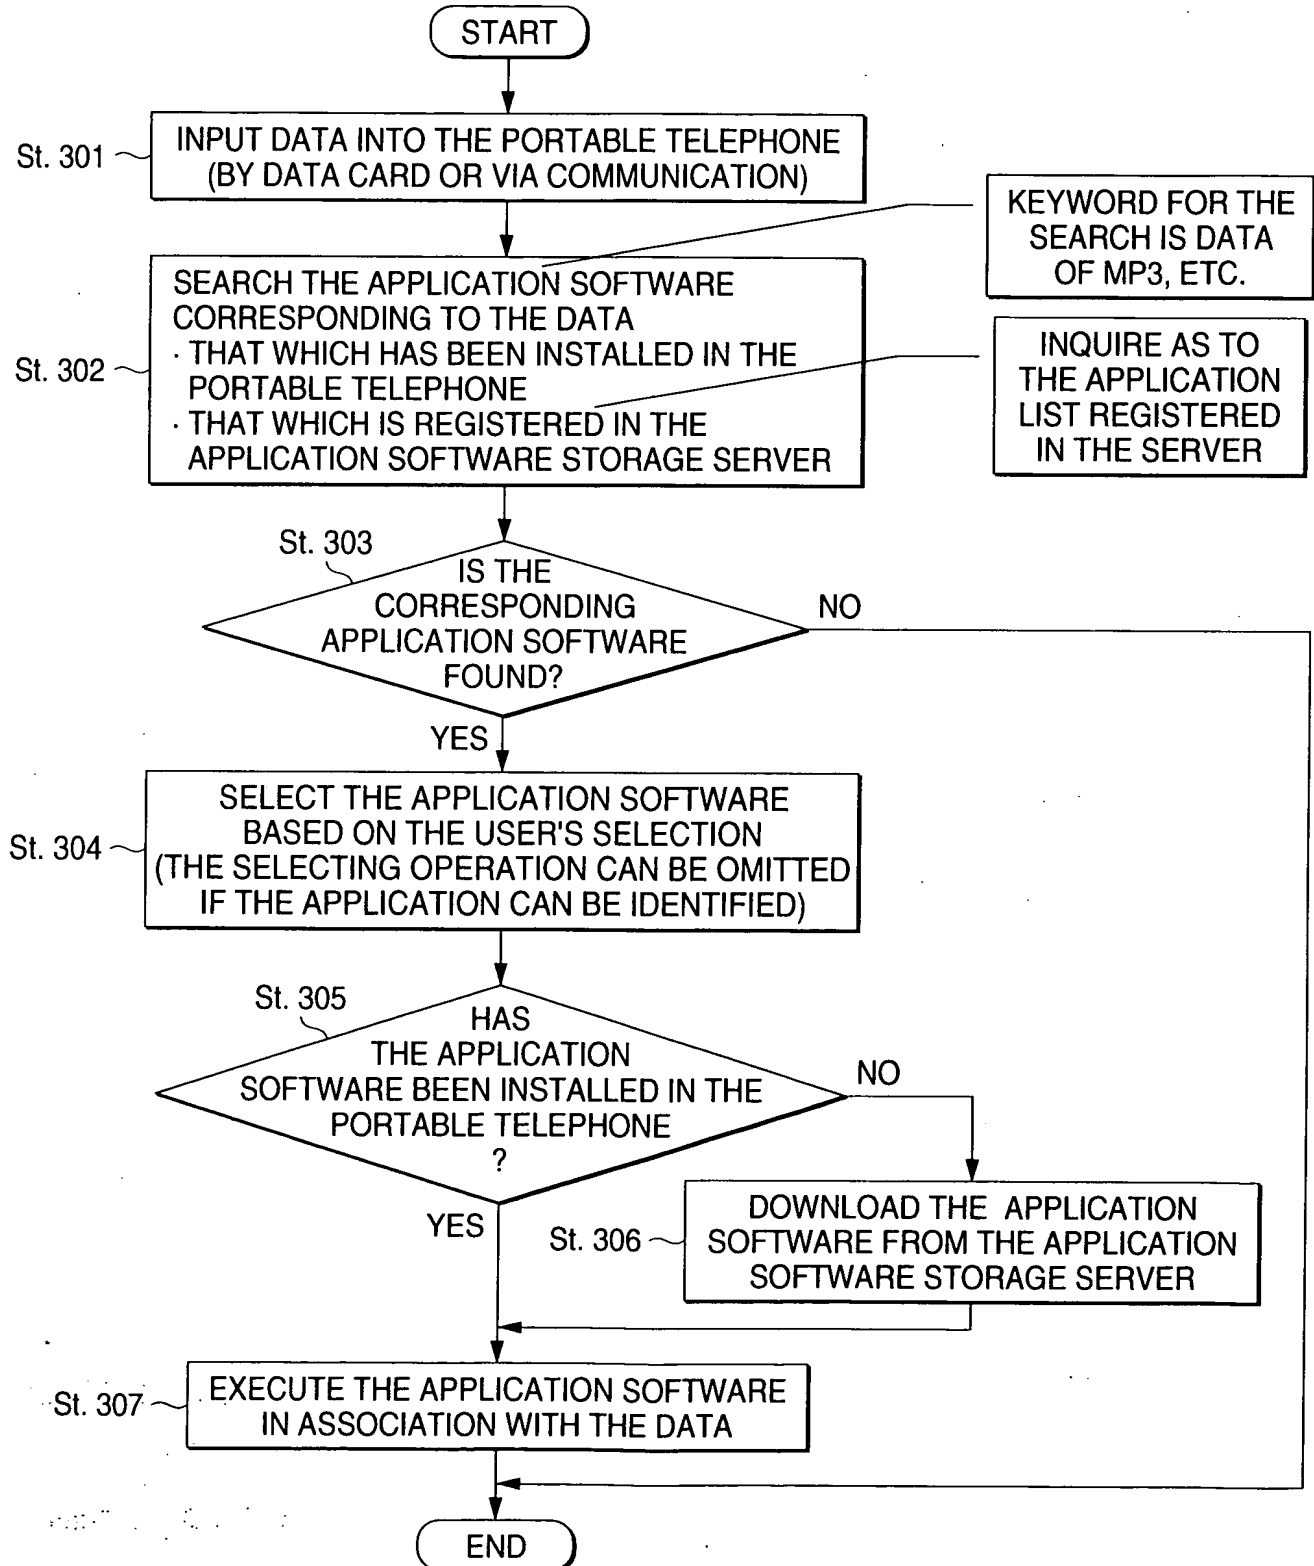 START
St. 301
INPUT DATA INTO THE PORTABLE TELEPHONE
(BY DATA CARD OR VIA COMMUNICATION)
KEYWORD FOR THE
SEARCH IS DATA
OF MP3, ETC.
St. 302
SEARCH THE APPLICATION SOFTWARE
CORRESPONDING TO THE DATA
· THAT WHICH HAS BEEN INSTALLED IN THE
PORTABLE TELEPHONE
· THAT WHICH IS REGISTERED IN THE
APPLICATION SOFTWARE STORAGE SERVER
INQUIRE AS TO
THE APPLICATION
LIST REGISTERED
IN THE SERVER
St. 303
IS THE
CORRESPONDING
APPLICATION SOFTWARE
FOUND?
NO
YES
St. 304
SELECT THE APPLICATION SOFTWARE
BASED ON THE USER'S SELECTION
(THE SELECTING OPERATION CAN BE OMITTED
IF THE APPLICATION CAN BE IDENTIFIED)
St. 305
HAS
THE APPLICATION
SOFTWARE BEEN INSTALLED IN THE
PORTABLE TELEPHONE
?
NO
YES
St. 306
DOWNLOAD THE APPLICATION
SOFTWARE FROM THE APPLICATION
SOFTWARE STORAGE SERVER
St. 307
EXECUTE THE APPLICATION SOFTWARE
IN ASSOCIATION WITH THE DATA
END